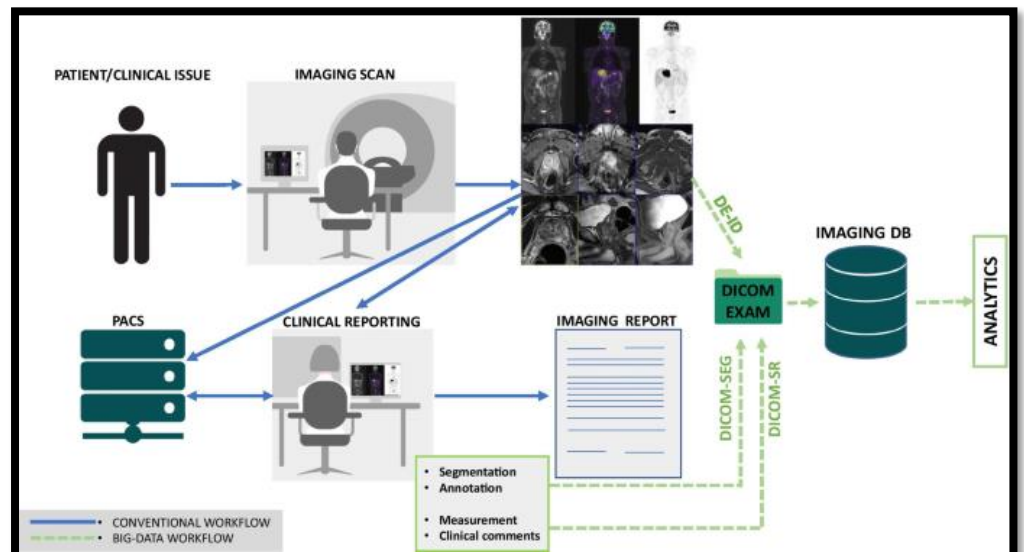 PATIENT/CLINICAL ISSUE
IMAGING SCAN
DE-ID
IMAGING DB
DICOM
EXAM
ANALYTICS
PACS
CLINICAL REPORTING
IMAGING REPORT
DICOM-SEG
DICOM-SR
• Segmentation
• Annotation
• Measurement
• Clinical comments
• CONVENTIONAL WORKFLOW
• BIG-DATA WORKFLOW